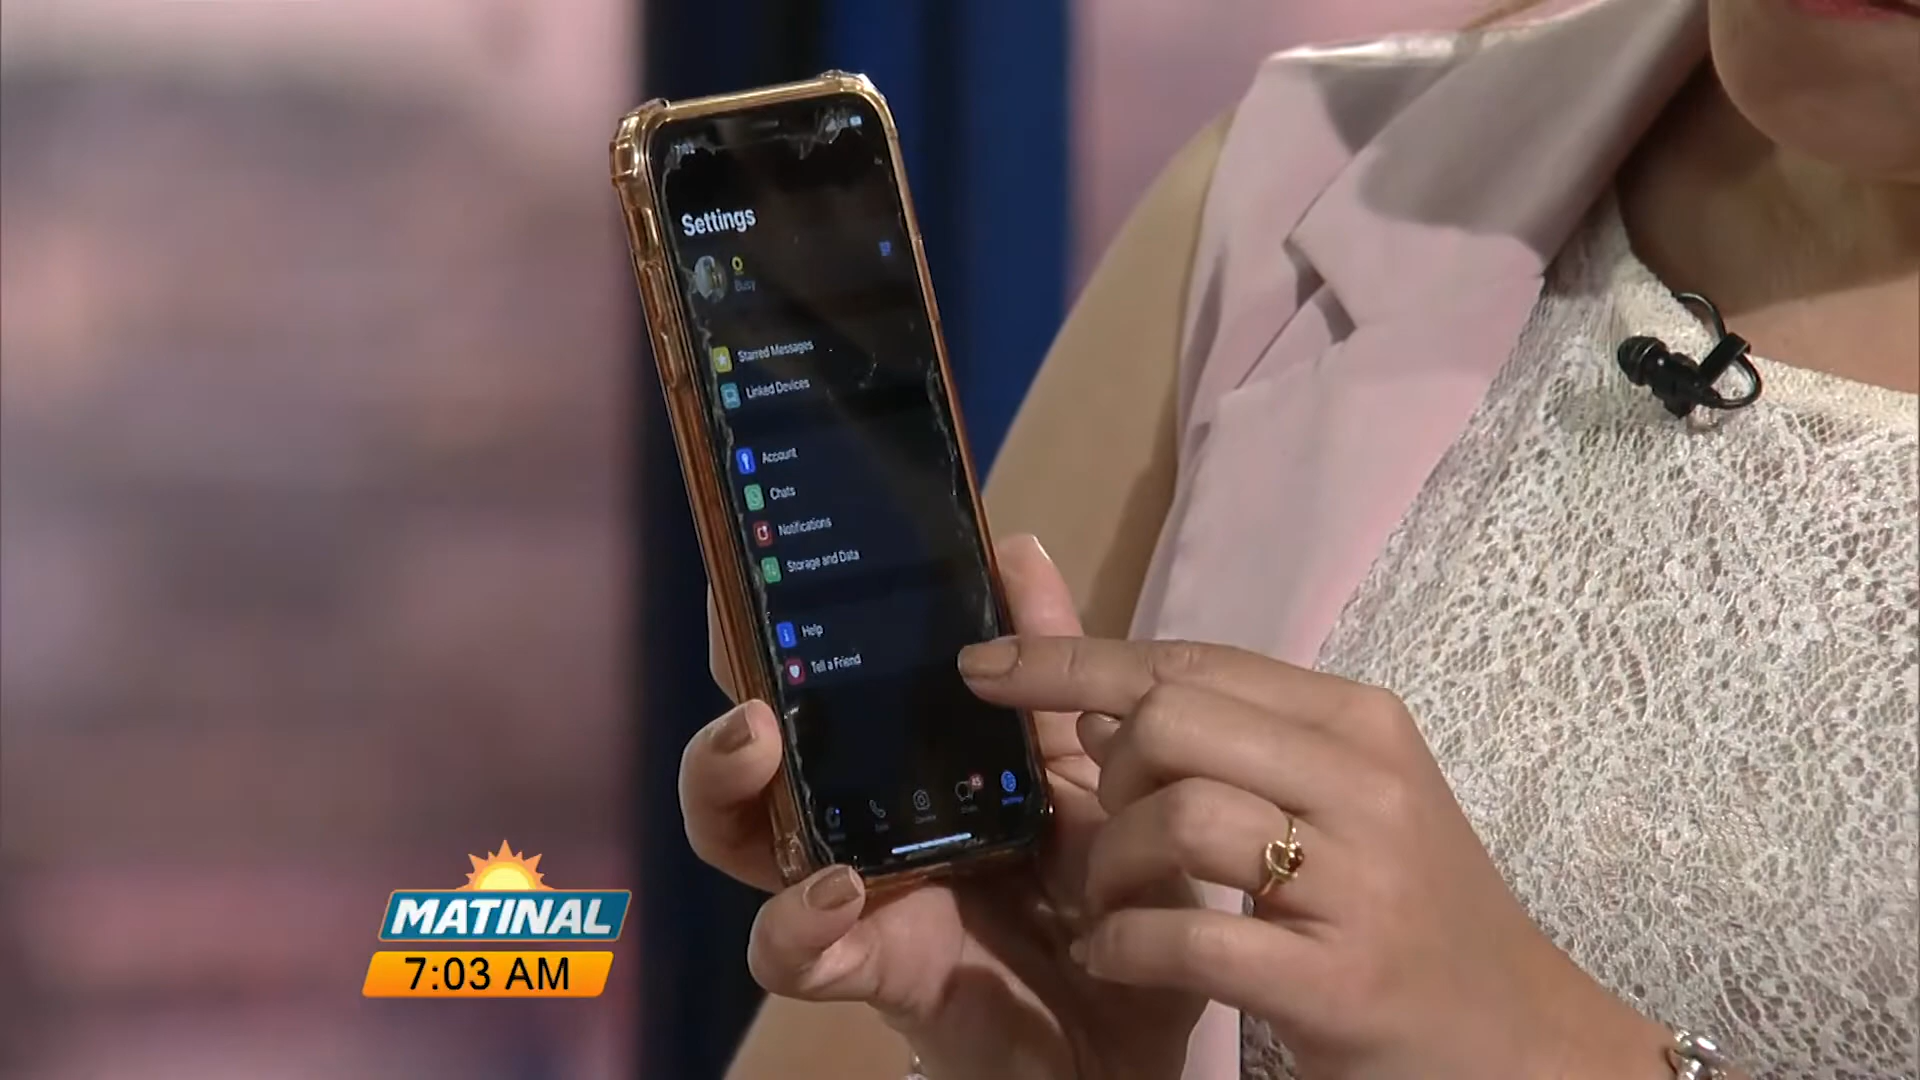 Settings
Busy
Starred Messages
Linked Devices
Account
Chats
Notifications
Storage and Data
Help
Tell a Friend
Settings
MATINAL
7:03 AM